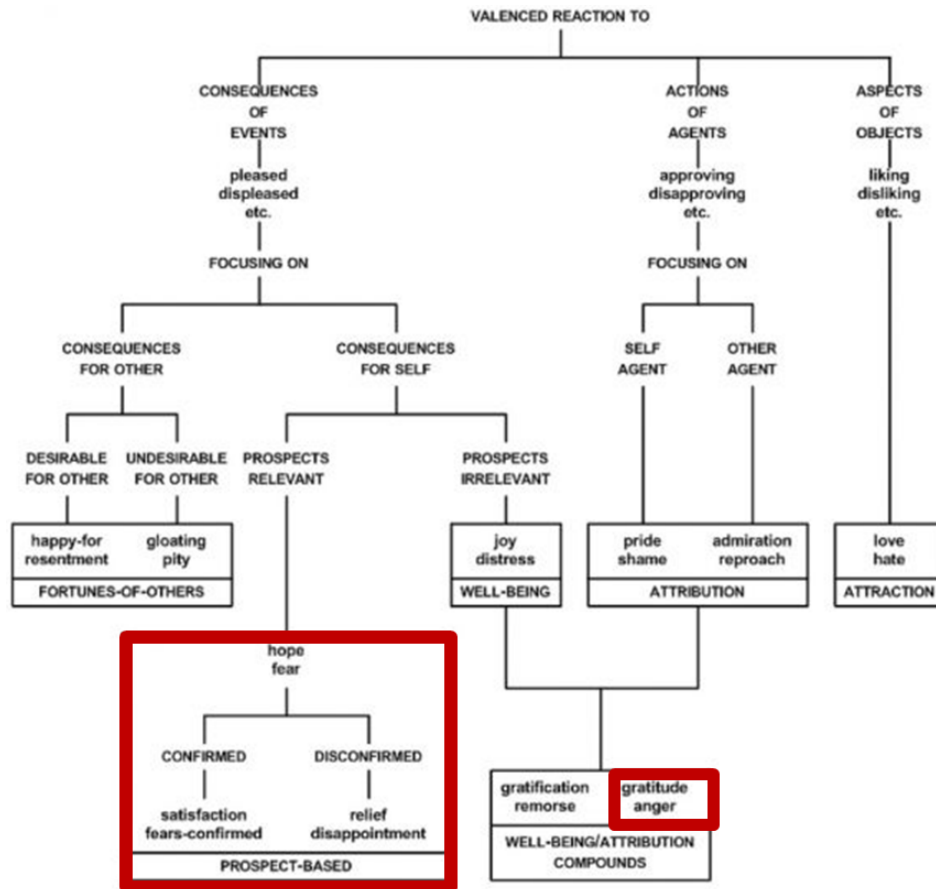 VALENCED REACTION TO
CONSEQUENCES
OF
EVENTS
pleased
displeased
etc.
FOCUSING ON
CONSEQUENCES
FOR OTHER
DESIRABLE
FOR OTHER
happy-for
resentment
UNDESIRABLE
FOR OTHER
gloating
pity
FORTUNES-OF-OTHERS
CONSEQUENCES
FOR SELF
PROSPECTS
RELEVANT
hope
fear
CONFIRMED
satisfaction
fears-confirmed
DISCONFIRMED
relief
disappointment
PROSPECT-BASED
PROSPECTS
IRRELEVANT
joy
distress
WELL-BEING
ACTIONS
OF
AGENTS
approving
disapproving
etc.
FOCUSING ON
SELF
AGENT
pride
shame
OTHER
AGENT
admiration
reproach
ATTRIBUTION
gratification
remorse
gratitude
anger
WELL-BEING/ATTRIBUTION
COMPOUNDS
ASPECTS
OF
OBJECTS
liking
disliking
etc.
love
hate
ATTRACTION